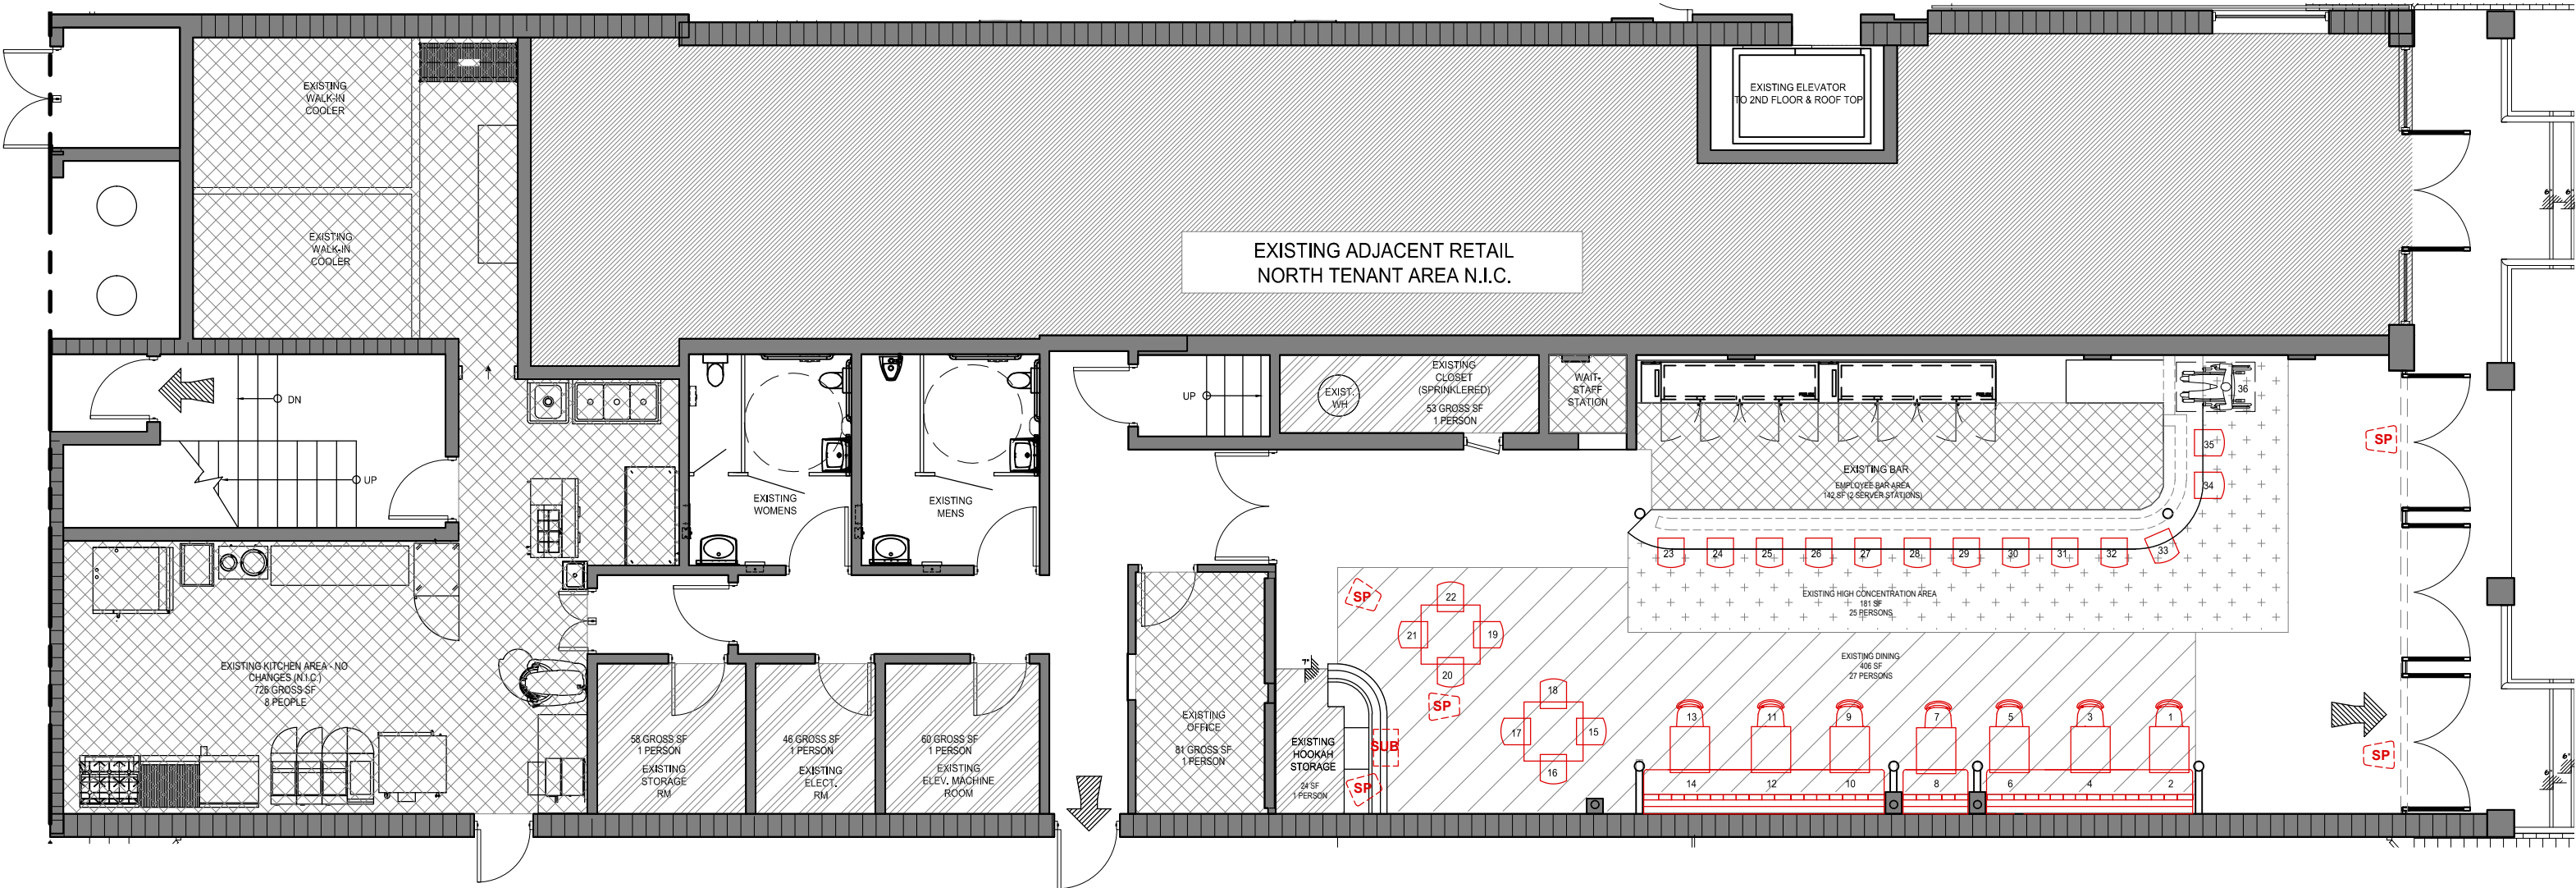 EXISTING
WALK-IN
COOLER
EXISTING
WALK-IN
COOLER
EXISTING ELEVATOR
TO 2ND FLOOR & ROOF TOP
EXISTING ADJACENT RETAIL
NORTH TENANT AREA N.I.C.
DN
UP
EXISTING
WOMENS
EXISTING
MENS
UP
EXIST.
WH
EXISTING
CLOSET
(SPRINKLERED)
53 GROSS SF
1 PERSON
WAIT-
STAFF
STATION
36
35
34
SP
EXISTING BAR
EMPLOYEE BAR AREA
142 SF (2 SERVER STATIONS)
23
24
25
26
27
28
29
30
31
32
33
EXISTING HIGH CONCENTRATION AREA
181 SF
25 PERSONS
SP
22
21
19
20
SP
EXISTING DINING
406 SF
27 PERSONS
EXISTING KITCHEN AREA - NO
CHANGES (N.I.C.)
726 GROSS SF
8 PEOPLE
58 GROSS SF
1 PERSON
EXISTING
STORAGE
RM
46 GROSS SF
1 PERSON
EXISTING
ELECT.
RM
60 GROSS SF
1 PERSON
EXISTING
ELEV. MACHINE
ROOM
EXISTING
OFFICE
81 GROSS SF
1 PERSON
EXISTING
HOOKAH
STORAGE
24 SF
1 PERSON
SUB
SP
18
17
15
16
13
11
9
7
5
3
1
14
12
10
8
6
4
2
SP